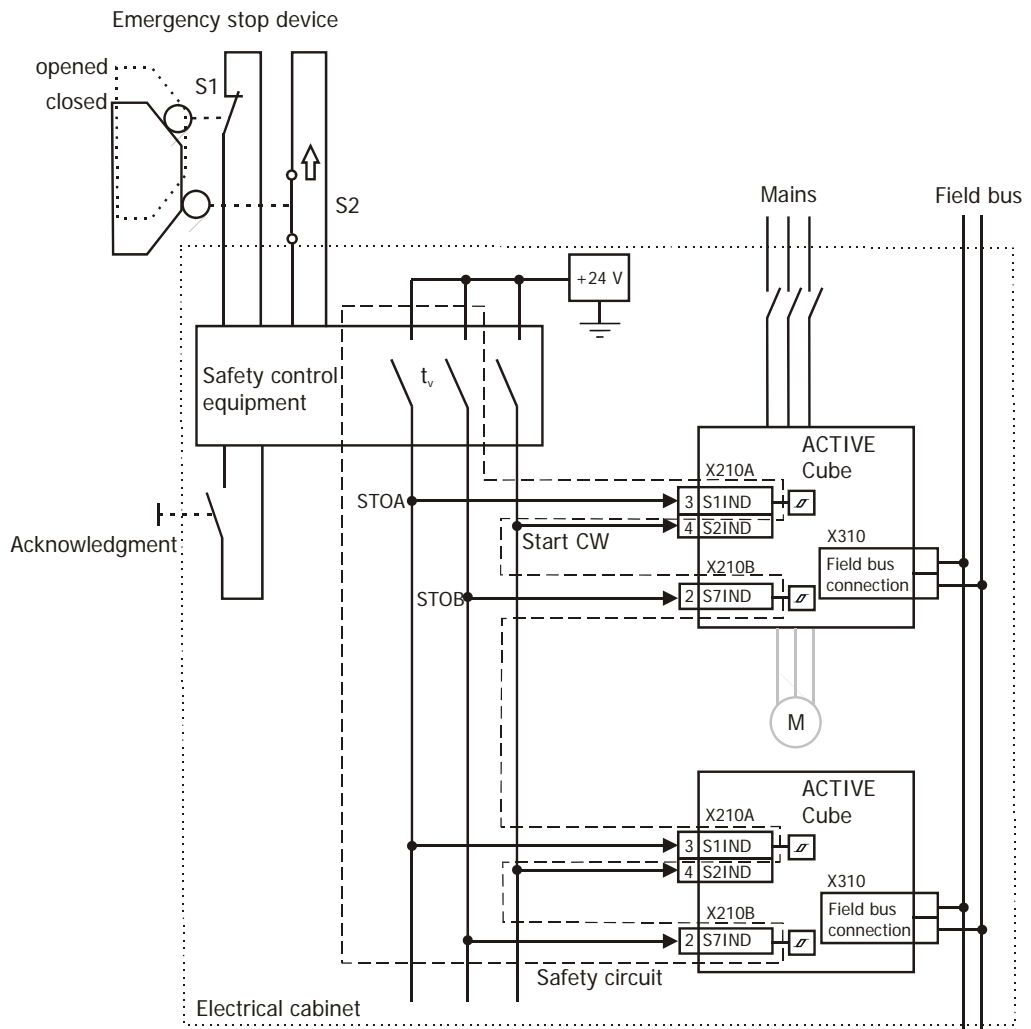 Emergency stop device
opened
closed
S1
S2
Mains
Field bus
+24 V
Safety control
equipment
tv
ACTIVE
Cube
X210A
3 S1IND
4 S2IND
STOA
Start CW
Acknowledgment
X310
Field bus
connection
X210B
2 S7IND
STOB
M
ACTIVE
Cube
X210A
3 S1IND
4 S2IND
X310
Field bus
connection
X210B
2 S7IND
Safety circuit
Electrical cabinet